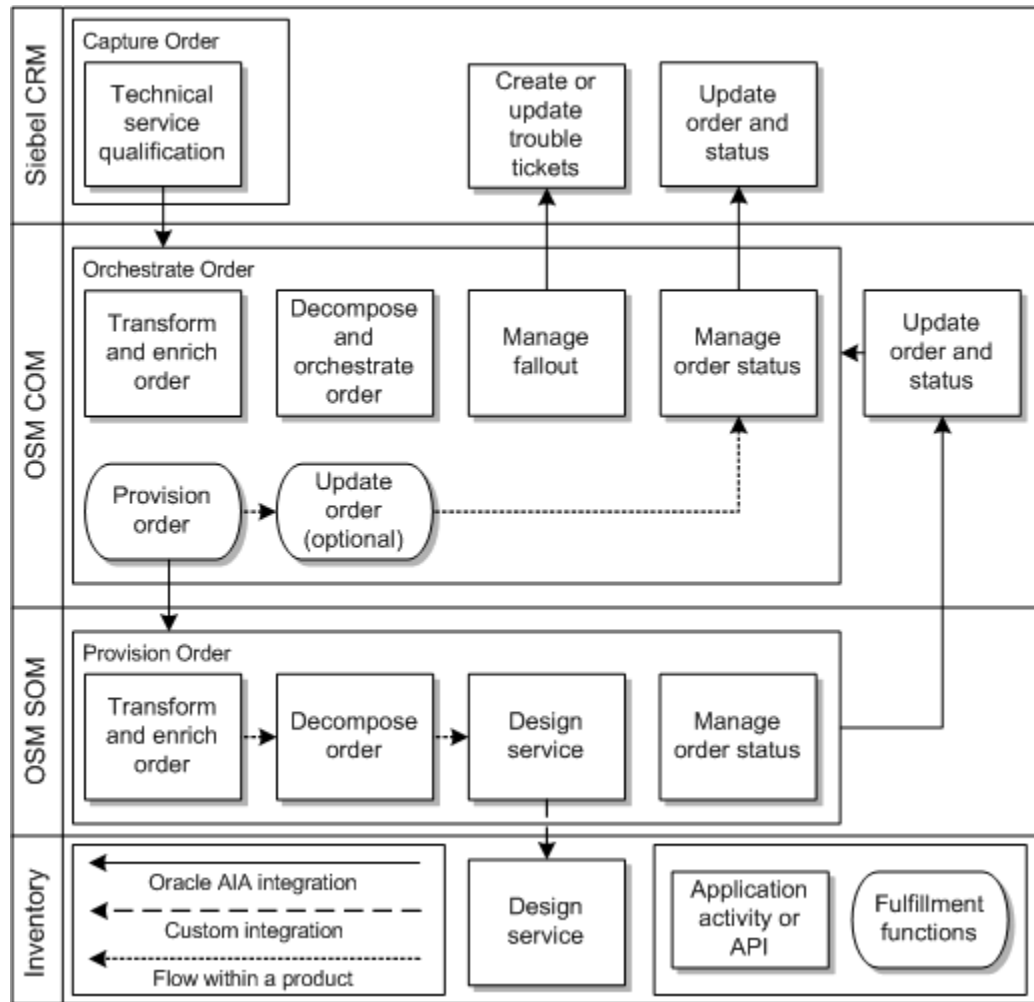 Siebel CRM
Capture Order
Technical
service
qualification
Create or
update
trouble
tickets
Update
order and
status
OSM COM
Orchestrate Order
Transform
and enrich
order
Decompose
and
orchestrate
order
Manage
fallout
Manage
order status
Update
order and
status
Provision
order
Update
order
(optional)
OSM SOM
Provision Order
Transform
and enrich
order
Decompose
order
Design
service
Manage
order status
Inventory
Oracle AIA integration
Custom integration
Flow within a product
Design
service
Application
activity or
API
Fulfillment
functions